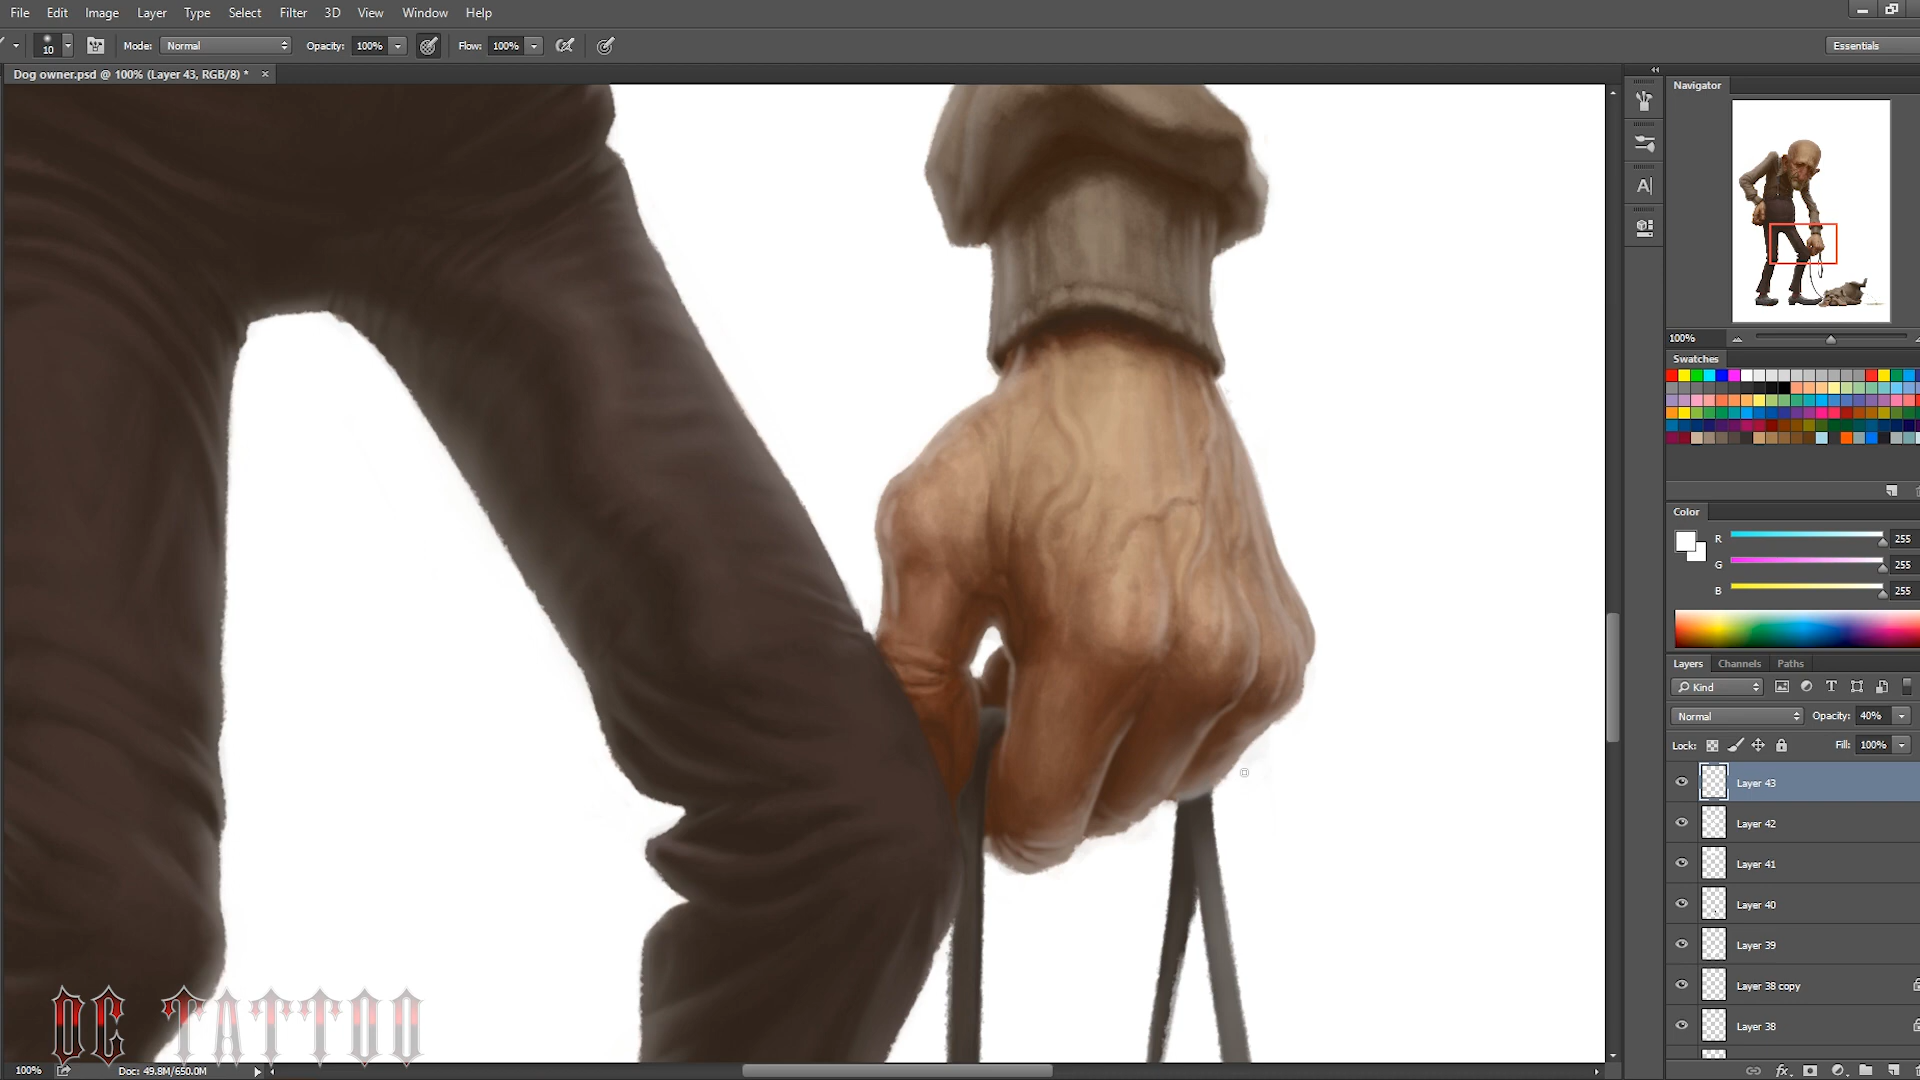 File Edit Image Layer Type Select Filter 3D View Window Help
10 Mode: Normal Opacity: 100% Flow: 100% Essentials
Dog owner.psd @ 100% (Layer 43, RGB/8) * ×
Navigator
100%
Swatches
Color
R 255
G 255
B 255
Layers Channels Paths
Kind
Normal Opacity: 40%
Lock: Fill: 100%
Layer 43
Layer 42
Layer 41
Layer 40
Layer 39
Layer 38 copy
Layer 38
DC TATTOO
100% Doc: 49.8M/650.0M